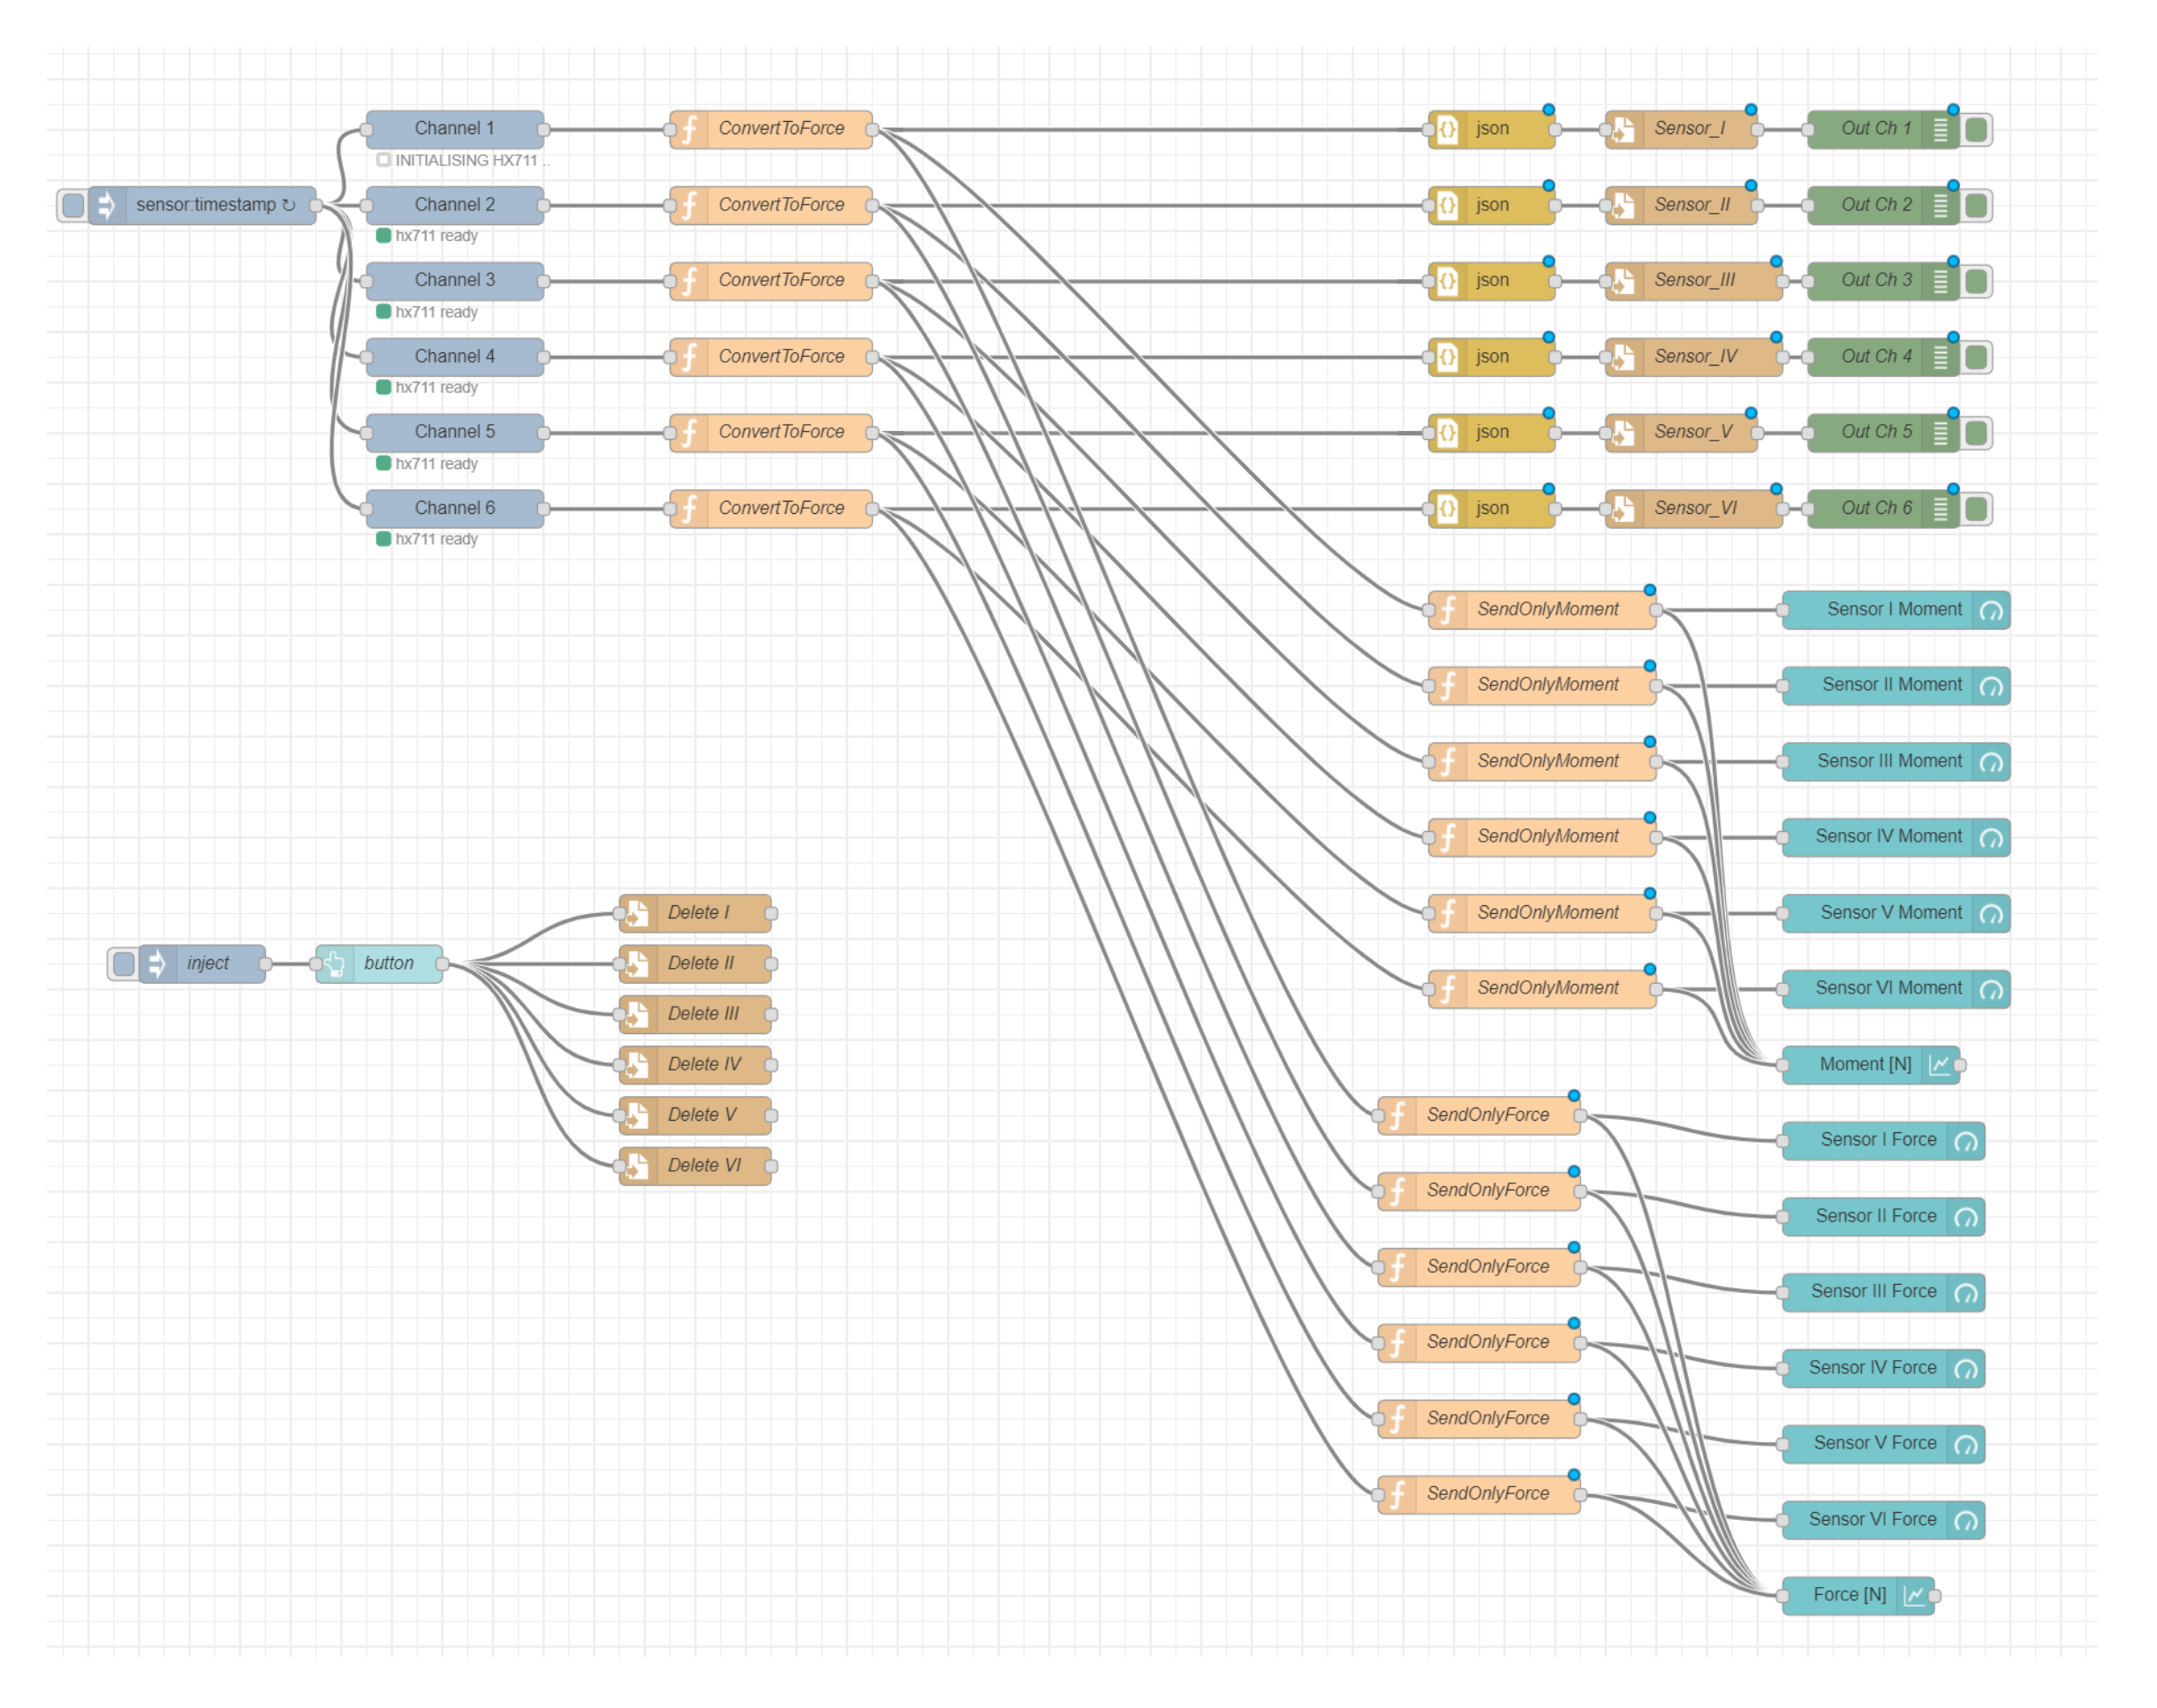 Channel 1
ConvertToForce
json
Sensor_I
Out Ch 1
INITIALISING HX711 ..
sensor:timestamp ↻
Channel 2
ConvertToForce
json
Sensor_II
Out Ch 2
hx711 ready
Channel 3
ConvertToForce
json
Sensor_III
Out Ch 3
hx711 ready
Channel 4
ConvertToForce
json
Sensor_IV
Out Ch 4
hx711 ready
Channel 5
ConvertToForce
json
Sensor_V
Out Ch 5
hx711 ready
Channel 6
ConvertToForce
json
Sensor_VI
Out Ch 6
hx711 ready
SendOnlyMoment
Sensor I Moment
SendOnlyMoment
Sensor II Moment
SendOnlyMoment
Sensor III Moment
SendOnlyMoment
Sensor IV Moment
SendOnlyMoment
Sensor V Moment
SendOnlyMoment
Sensor VI Moment
Moment [N]
inject
button
Delete I
Delete II
Delete III
Delete IV
Delete V
Delete VI
SendOnlyForce
Sensor I Force
SendOnlyForce
Sensor II Force
SendOnlyForce
Sensor III Force
SendOnlyForce
Sensor IV Force
SendOnlyForce
Sensor V Force
SendOnlyForce
Sensor VI Force
Force [N]